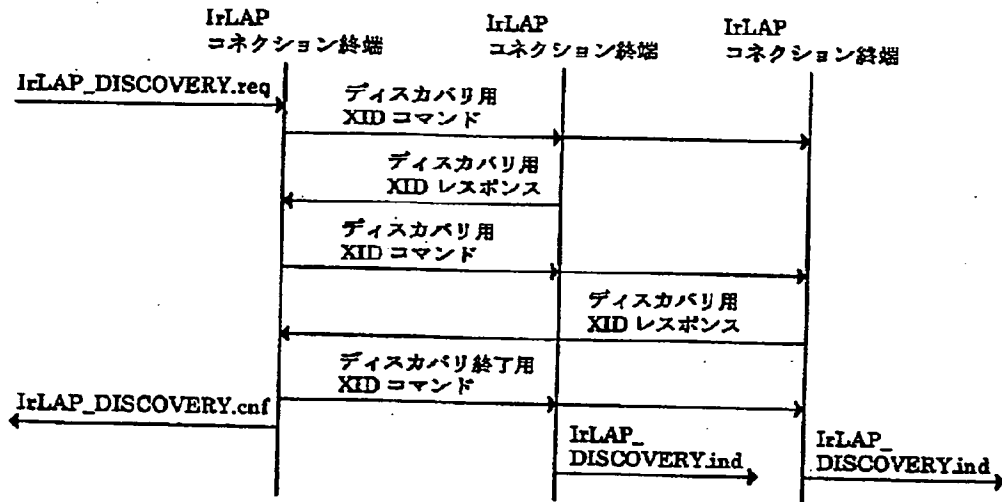 IrLAP
コネクション終端
IrLAP
コネクション終端
IrLAP
コネクション終端
IrLAP_DISCOVERY.req
ディスカバリ用
XID コマンド
ディスカバリ用
XID レスポンス
ディスカバリ用
XID コマンド
ディスカバリ用
XID レスポンス
ディスカバリ終了用
XID コマンド
IrLAP_DISCOVERY.cnf
IrLAP_
DISCOVERY.ind
IrLAP_
DISCOVERY.ind